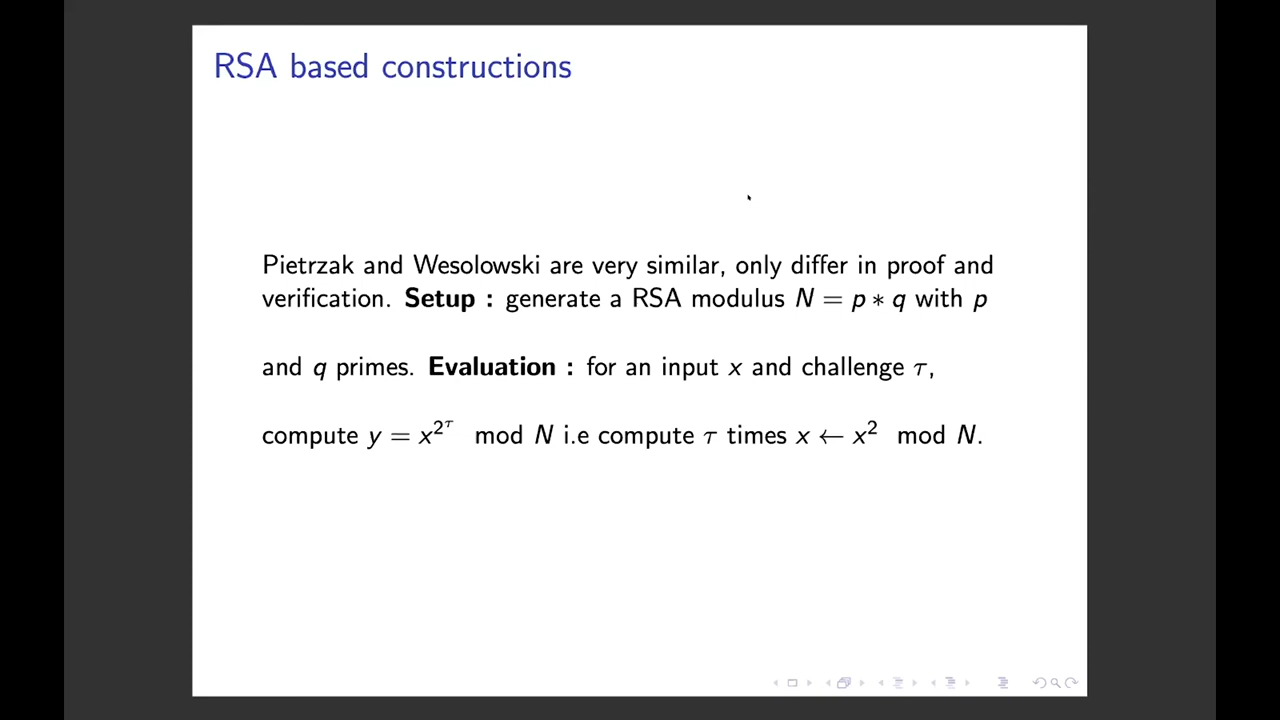 RSA based constructions
Pietrzak and Wesolowski are very similar, only differ in proof and
verification. Setup : generate a RSA modulus N = p ∗ q with p
and q primes. Evaluation : for an input x and challenge τ,
compute y = x^{2^τ} mod N i.e compute τ times x ← x² mod N.